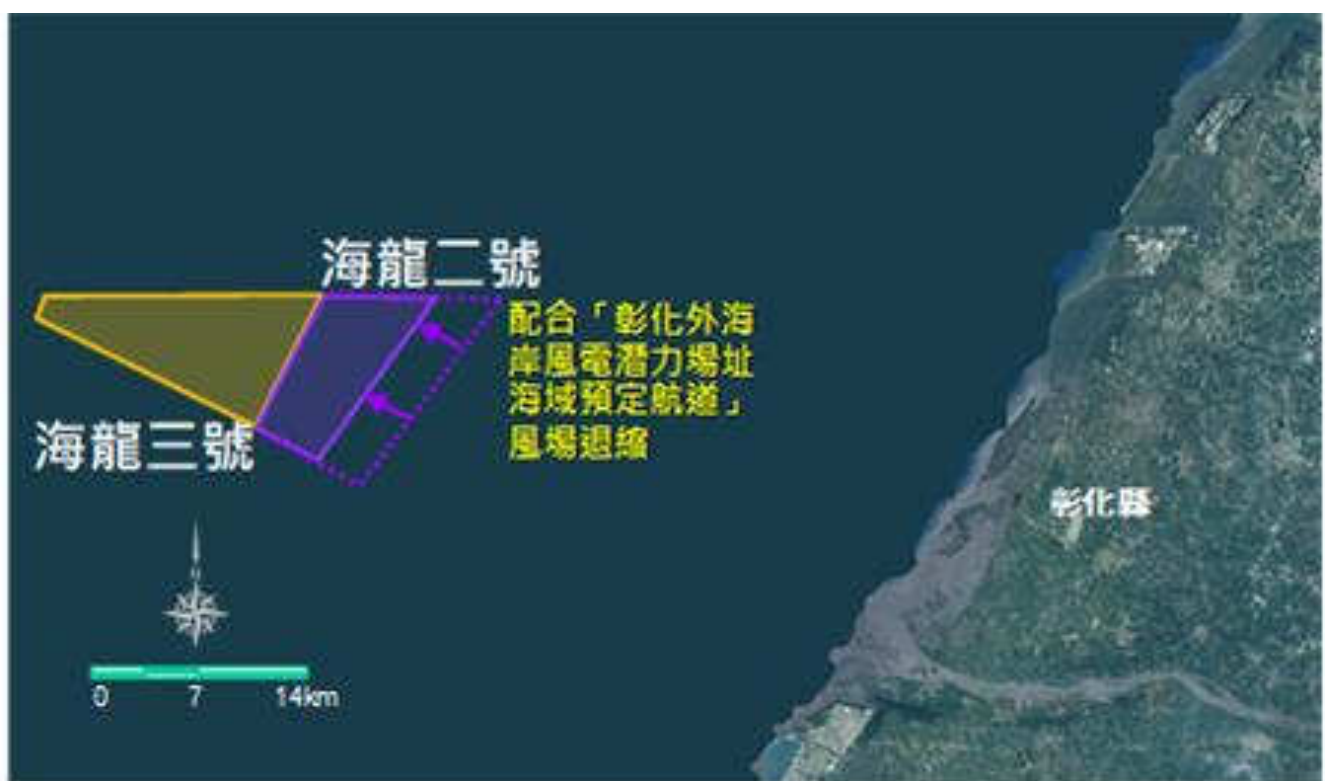 海龍二號
配合「彰化外海
岸風電潛力場址
海域預定航道」
風場退縮
海龍三號
彰化縣
0 7 14km